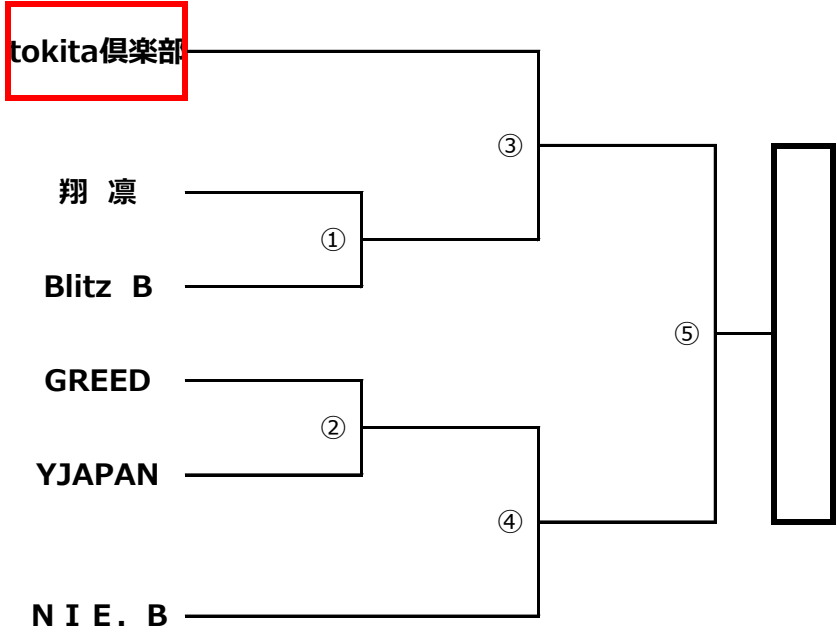 tokita倶楽部
③
翔 凛
①
Blitz B
⑤
GREED
②
YJAPAN
④
ＮＩＥ．Ｂ